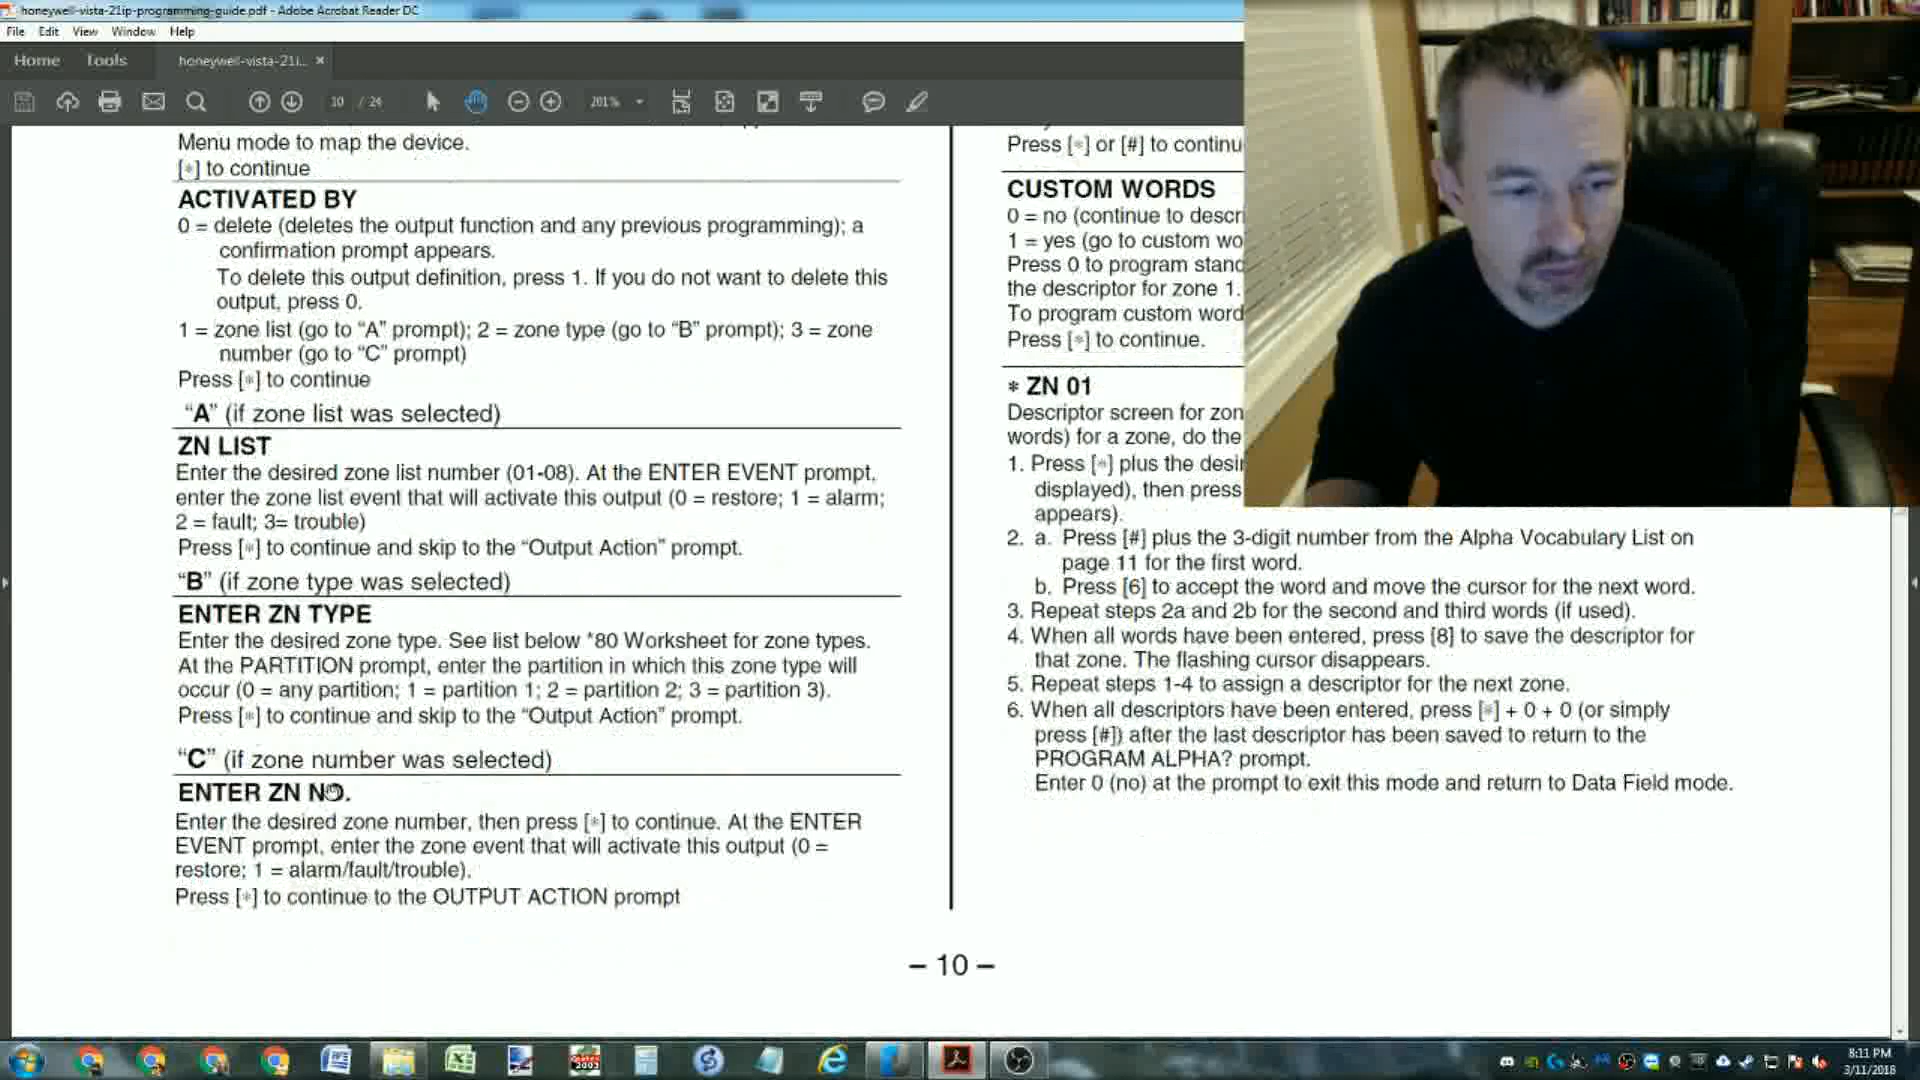 honeywell-vista-21ip-programming-guide.pdf - Adobe Acrobat Reader DC
File Edit View Window Help
Home Tools honeywell-vista-21i... ×
10 / 24 201%
Menu mode to map the device.
[*] to continue
ACTIVATED BY
0 = delete (deletes the output function and any previous programming); a
confirmation prompt appears.
To delete this output definition, press 1. If you do not want to delete this
output, press 0.
1 = zone list (go to “A” prompt); 2 = zone type (go to “B” prompt); 3 = zone
number (go to “C” prompt)
Press [*] to continue
“A” (if zone list was selected)
ZN LIST
Enter the desired zone list number (01-08). At the ENTER EVENT prompt,
enter the zone list event that will activate this output (0 = restore; 1 = alarm;
2 = fault; 3= trouble)
Press [*] to continue and skip to the “Output Action” prompt.
“B” (if zone type was selected)
ENTER ZN TYPE
Enter the desired zone type. See list below *80 Worksheet for zone types.
At the PARTITION prompt, enter the partition in which this zone type will
occur (0 = any partition; 1 = partition 1; 2 = partition 2; 3 = partition 3).
Press [*] to continue and skip to the “Output Action” prompt.
“C” (if zone number was selected)
ENTER ZN NO.
Enter the desired zone number, then press [*] to continue. At the ENTER
EVENT prompt, enter the zone event that will activate this output (0 =
restore; 1 = alarm/fault/trouble).
Press [*] to continue to the OUTPUT ACTION prompt
Press [*] or [#] to continu
CUSTOM WORDS
0 = no (continue to descri
1 = yes (go to custom wo
Press 0 to program stand
the descriptor for zone 1.
To program custom word
Press [*] to continue.
* ZN 01
Descriptor screen for zon
words) for a zone, do the
1. Press [*] plus the desir
displayed), then press
appears).
2. a. Press [#] plus the 3-digit number from the Alpha Vocabulary List on
page 11 for the first word.
b. Press [6] to accept the word and move the cursor for the next word.
3. Repeat steps 2a and 2b for the second and third words (if used).
4. When all words have been entered, press [8] to save the descriptor for
that zone. The flashing cursor disappears.
5. Repeat steps 1-4 to assign a descriptor for the next zone.
6. When all descriptors have been entered, press [*] + 0 + 0 (or simply
press [#]) after the last descriptor has been saved to return to the
PROGRAM ALPHA? prompt.
Enter 0 (no) at the prompt to exit this mode and return to Data Field mode.
– 10 –
8:11 PM
3/11/2018